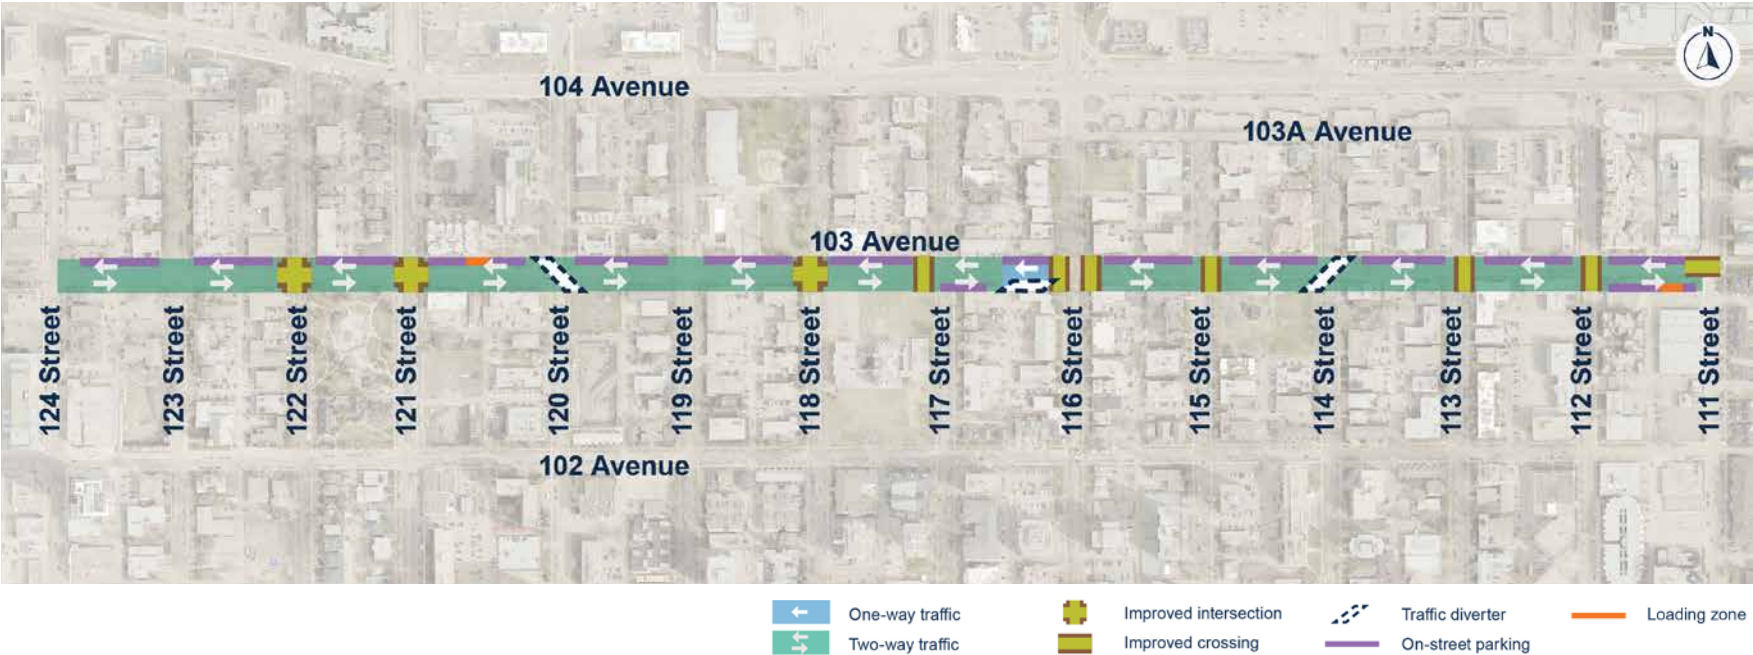 N
104 Avenue
103A Avenue
103 Avenue
124 Street
123 Street
122 Street
121 Street
120 Street
119 Street
118 Street
117 Street
116 Street
115 Street
114 Street
113 Street
112 Street
111 Street
102 Avenue
One-way traffic
Improved intersection
Traffic diverter
Loading zone
Two-way traffic
Improved crossing
On-street parking